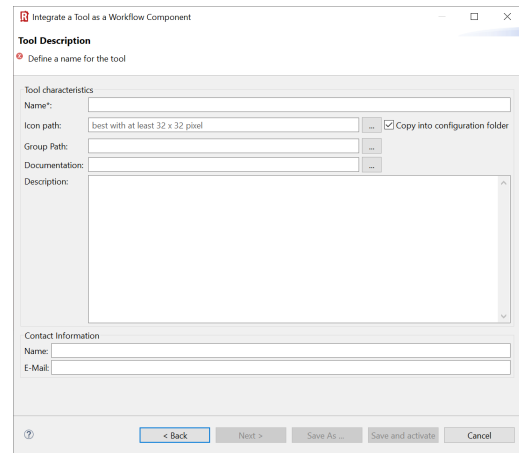 Integrate a Tool as a Workflow Component
Tool Description
Define a name for the tool
Tool characteristics
Name*:
Icon path: best with at least 32 x 32 pixel ... Copy into configuration folder
Group Path: ...
Documentation: ...
Description:
Contact Information
Name:
E-Mail:
< Back Next > Save As ... Save and activate Cancel